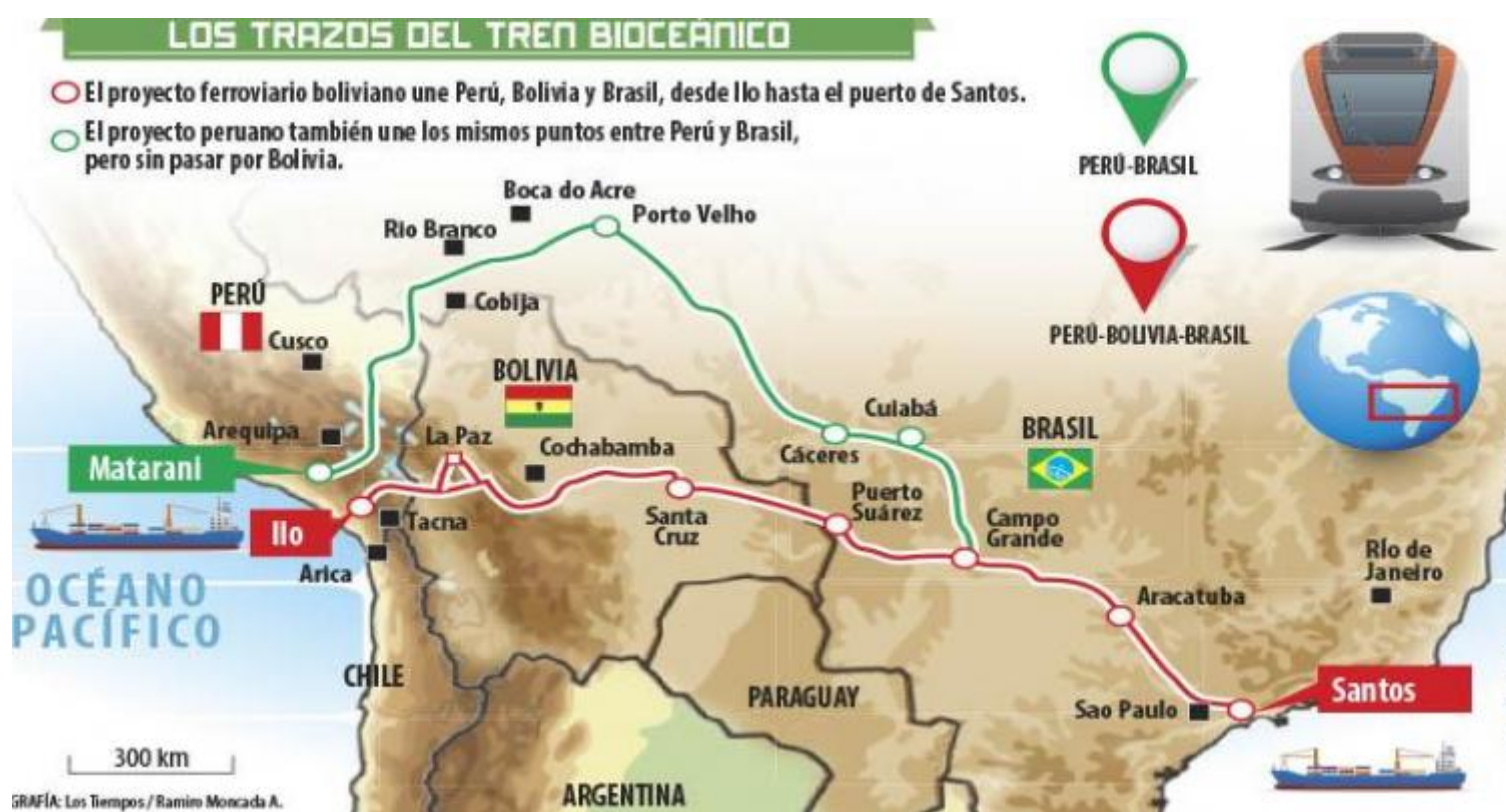 LOS TRAZOS DEL TREN BIOCEÁNICO
El proyecto ferroviario boliviano une Perú, Bolivia y Brasil, desde Ilo hasta el puerto de Santos.
El proyecto peruano también une los mismos puntos entre Perú y Brasil,
pero sin pasar por Bolivia.
PERÚ-BRASIL
PERÚ-BOLIVIA-BRASIL
Boca do Acre
Porto Velho
Río Branco
PERÚ
Cobija
Cusco
BOLIVIA
Arequipa
La Paz
Cochabamba
Cuiabá
Cáceres
BRASIL
Matarani
Ilo
Tacna
Arica
Santa
Cruz
Puerto
Suárez
Campo
Grande
Río de
Janeiro
Aracatuba
OCÉANO
PACÍFICO
CHILE
PARAGUAY
Sao Paulo
Santos
300 km
ARGENTINA
GRAFÍA: Los Tiempos / Ramiro Moncada A.